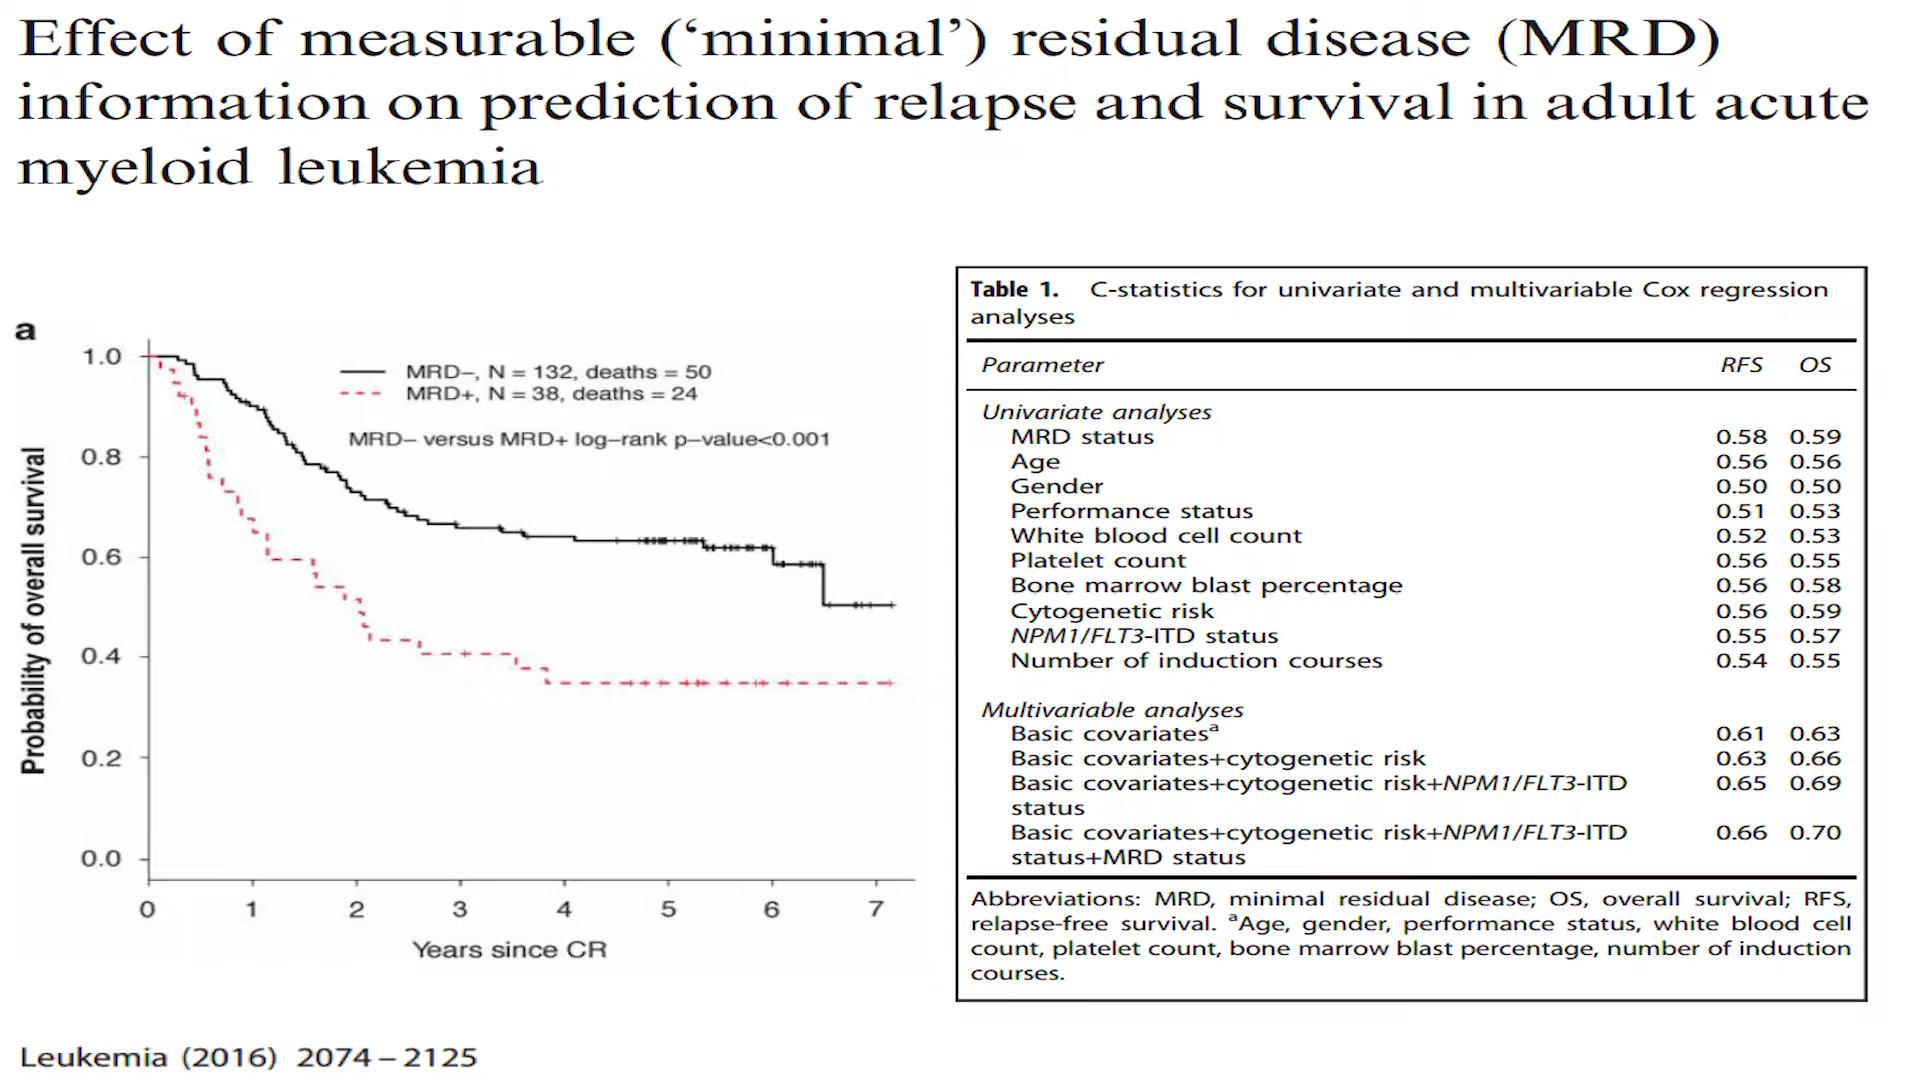 Effect of measurable (‘minimal’) residual disease (MRD)
information on prediction of relapse and survival in adult acute
myeloid leukemia
a
1.0
0.8
0.6
0.4
0.2
0.0
Probability of overall survival
MRD−, N = 132, deaths = 50
MRD+, N = 38, deaths = 24
MRD− versus MRD+ log−rank p−value<0.001
0 1 2 3 4 5 6 7
Years since CR
Table 1. C-statistics for univariate and multivariable Cox regression
analyses
Parameter RFS OS
Univariate analyses
MRD status 0.58 0.59
Age 0.56 0.56
Gender 0.50 0.50
Performance status 0.51 0.53
White blood cell count 0.52 0.53
Platelet count 0.56 0.55
Bone marrow blast percentage 0.56 0.58
Cytogenetic risk 0.56 0.59
NPM1/FLT3-ITD status 0.55 0.57
Number of induction courses 0.54 0.55
Multivariable analyses
Basic covariatesᵃ 0.61 0.63
Basic covariates+cytogenetic risk 0.63 0.66
Basic covariates+cytogenetic risk+NPM1/FLT3-ITD 0.65 0.69
status
Basic covariates+cytogenetic risk+NPM1/FLT3-ITD 0.66 0.70
status+MRD status
Abbreviations: MRD, minimal residual disease; OS, overall survival; RFS,
relapse-free survival. ᵃAge, gender, performance status, white blood cell
count, platelet count, bone marrow blast percentage, number of induction
courses.
Leukemia (2016) 2074 – 2125